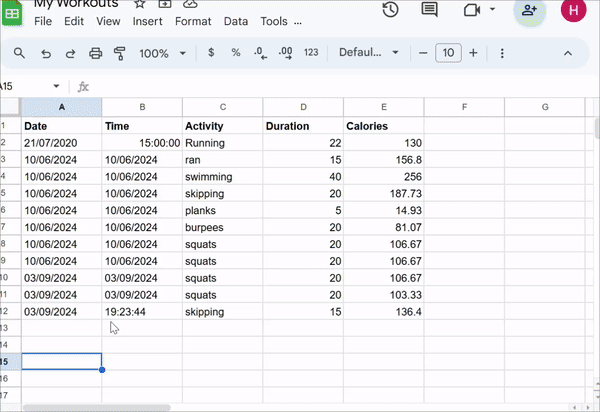 My Workouts
H
File Edit View Insert Format Data Tools ...
100% $ % .0 .00 123 Defaul... − 10 +
A15 fx
A B C D E F G
1 Date Time Activity Duration Calories
2 21/07/2020 15:00:00 Running 22 130
3 10/06/2024 10/06/2024 ran 15 156.8
4 10/06/2024 10/06/2024 swimming 40 256
5 10/06/2024 10/06/2024 skipping 20 187.73
6 10/06/2024 10/06/2024 planks 5 14.93
7 10/06/2024 10/06/2024 burpees 20 81.07
8 10/06/2024 10/06/2024 squats 20 106.67
9 10/06/2024 10/06/2024 squats 20 106.67
10 03/09/2024 03/09/2024 squats 20 106.67
11 03/09/2024 03/09/2024 squats 20 103.33
12 03/09/2024 19:23:44 skipping 15 136.4
13
14
15
16
17